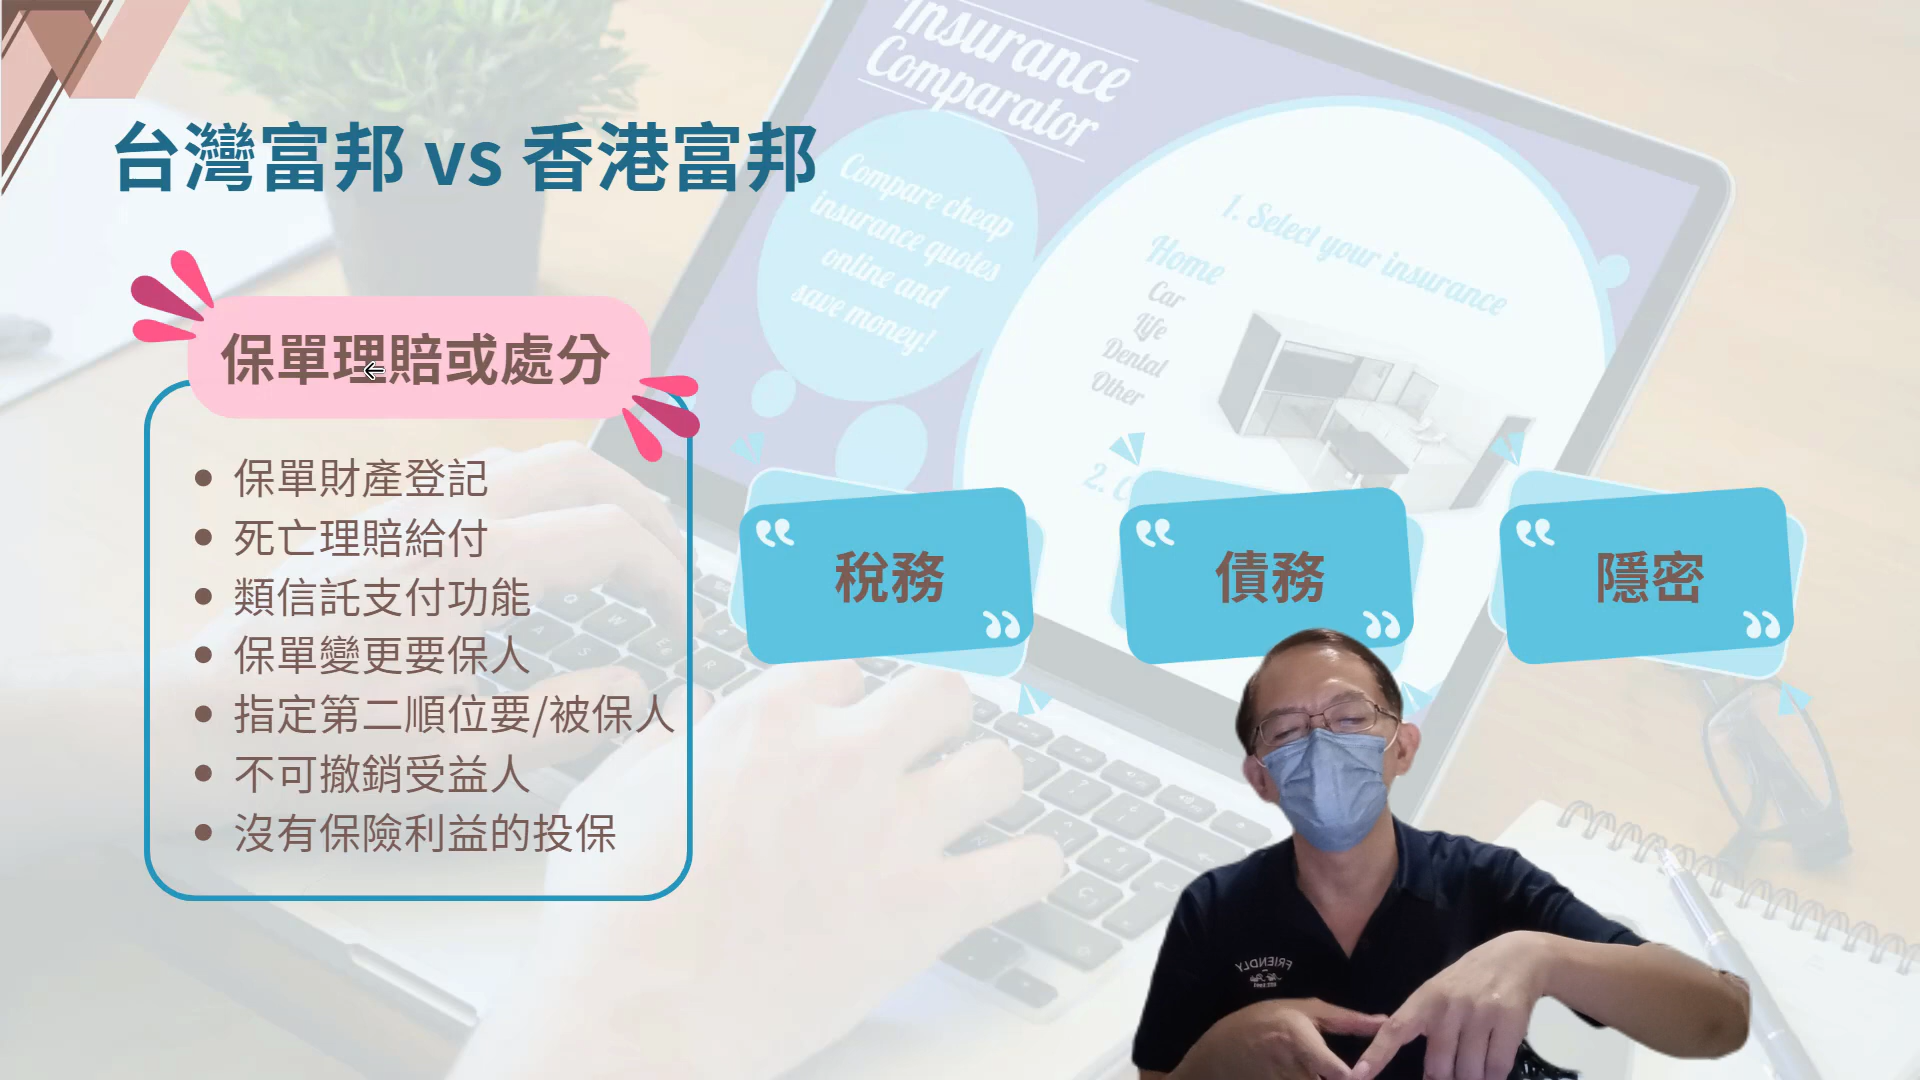 台灣富邦 vs 香港富邦
保單理賠或處分
保單財產登記
死亡理賠給付
類信託支付功能
保單變更要保人
指定第二順位要/被保人
不可撤銷受益人
沒有保險利益的投保
稅務
債務
隱密
Insurance
Comparator
Compare cheap
insurance quotes
online and
save money!
1. Select your insurance
Home
Car
Life
Dental
Other
2. C
FRIENDLY